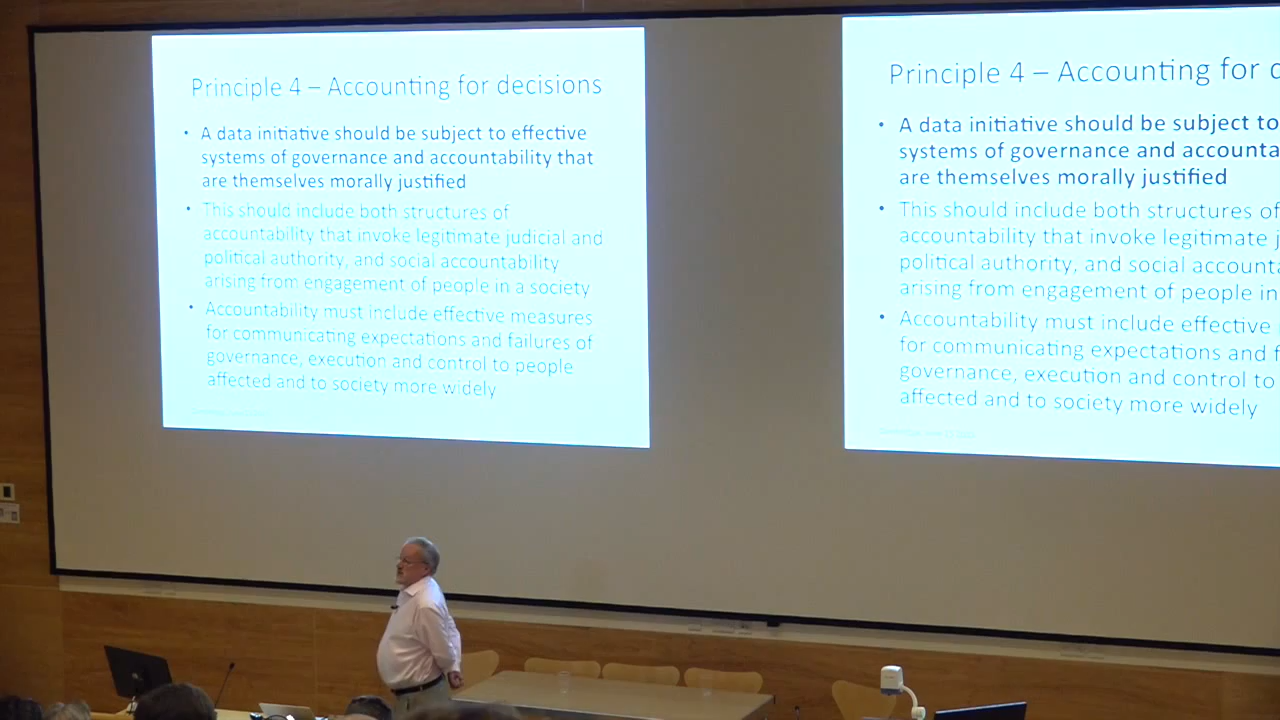 Principle 4 – Accounting for decisions
• A data initiative should be subject to effective
systems of governance and accountability that
are themselves morally justified
• This should include both structures of
accountability that invoke legitimate judicial and
political authority, and social accountability
arising from engagement of people in a society
• Accountability must include effective measures
for communicating expectations and failures of
governance, execution and control to people
affected and to society more widely
Principle 4 – Accounting for
• A data initiative should be subject to
systems of governance and
are themselves morally justified
• This should include both structures of
accountability that invoke legitimate
political authority, and social
arising from engagement of people in
• Accountability must include effective
for communicating expectations and
governance, execution and control to
affected and to society more widely